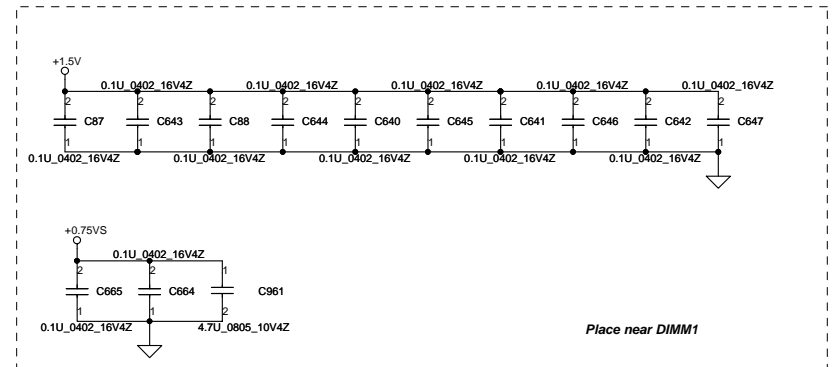 +1.5V
0.1U_0402_16V4Z 0.1U_0402_16V4Z 0.1U_0402_16V4Z 0.1U_0402_16V4Z 0.1U_0402_16V4Z
2 2 2 2 2 2 2 2 2 2
C87 C643 C88 C644 C640 C645 C641 C646 C642 C647
1 1 1 1 1 1 1 1 1 1
0.1U_0402_16V4Z 0.1U_0402_16V4Z 0.1U_0402_16V4Z 0.1U_0402_16V4Z 0.1U_0402_16V4Z
+0.75VS
0.1U_0402_16V4Z
2 2 1
C665 C664 C961
1 1 2
0.1U_0402_16V4Z 4.7U_0805_10V4Z
Place near DIMM1